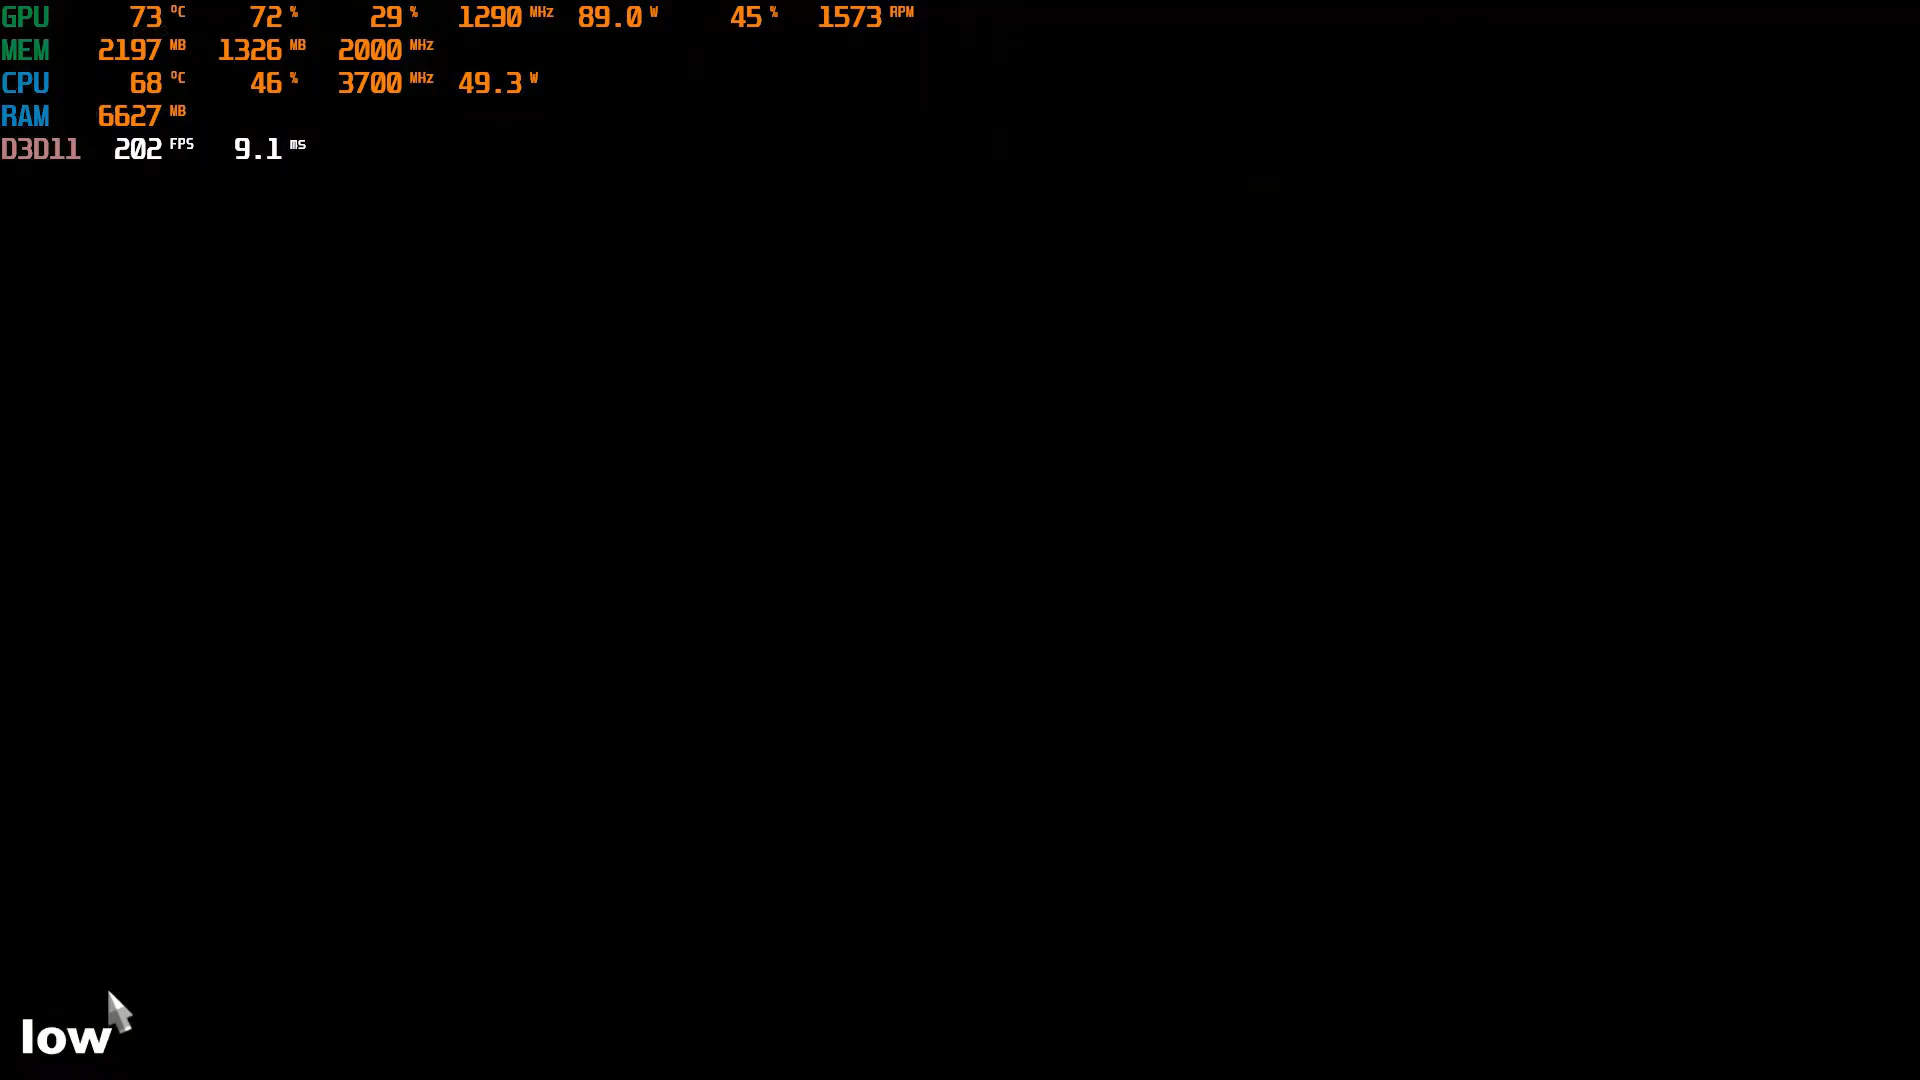 GPU 73 °C 72 % 29 % 1290 MHz 89.0 W 45 % 1573 RPM
MEM 2197 MB 1326 MB 2000 MHz
CPU 68 °C 46 % 3700 MHz 49.3 W
RAM 6627 MB
D3D11 202 FPS 9.1 ms
low